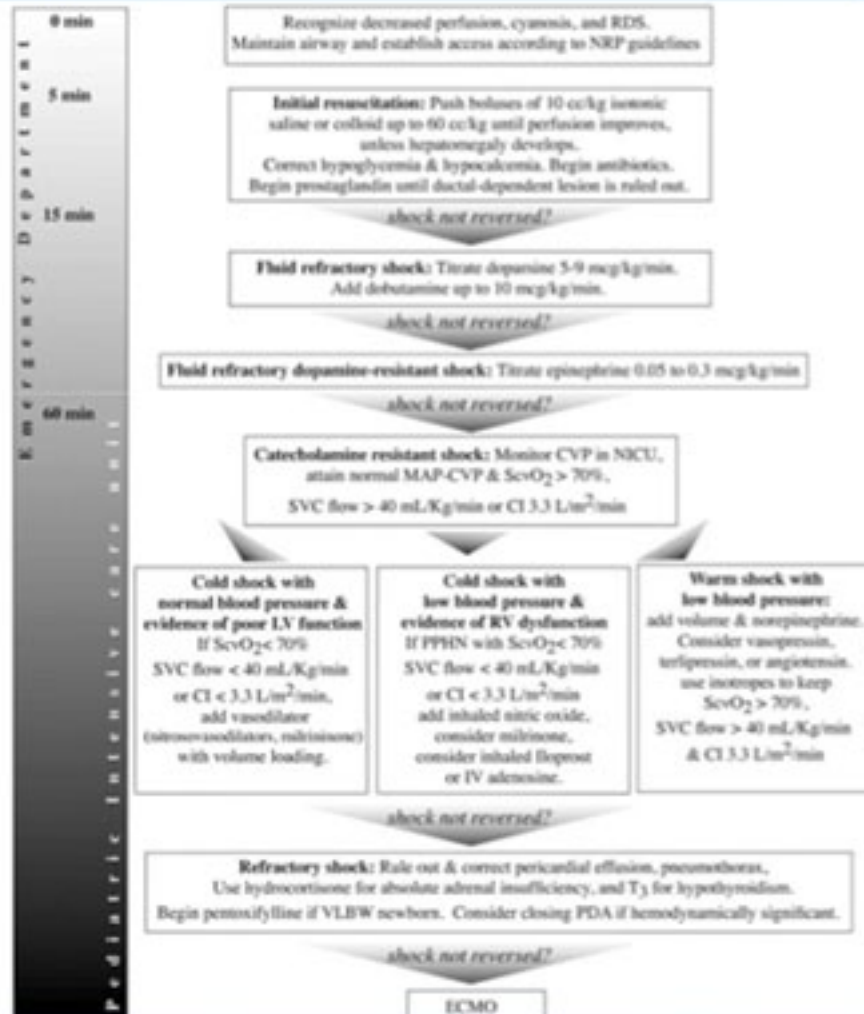 0 min
Recognize decreased perfusion, cyanosis, and RDS.
Maintain airway and establish access according to NRP guidelines
5 min
Initial resuscitation: Push boluses of 10 cc/kg isotonic
saline or colloid up to 60 cc/kg until perfusion improves,
unless hepatomegaly develops.
Correct hypoglycemia & hypocalcemia. Begin antibiotics.
Begin prostaglandin until ductal-dependent lesion is ruled out.
15 min
shock not reversed?
Fluid refractory shock: Titrate dopamine 5-9 mcg/kg/min.
Add dobutamine up to 10 mcg/kg/min.
shock not reversed?
Fluid refractory dopamine-resistant shock: Titrate epinephrine 0.05 to 0.3 mcg/kg/min
shock not reversed?
60 min
Emergency Department
Catecholamine resistant shock: Monitor CVP in NICU,
attain normal MAP-CVP & ScvO2 > 70%,
SVC flow > 40 mL/Kg/min or CI 3.3 L/m2/min
Cold shock with
normal blood pressure &
evidence of poor LV function
If ScvO2< 70%
SVC flow < 40 mL/Kg/min
or CI < 3.3 L/m2/min,
add vasodilator
(nitrosovasodilators, milrinone)
with volume loading.
Cold shock with
low blood pressure &
evidence of RV dysfunction
If PPHN with ScvO2< 70%
SVC flow < 40 mL/Kg/min
or CI < 3.3 L/m2/min
add inhaled nitric oxide,
consider milrinone,
consider inhaled iloprost
or IV adenosine.
Warm shock with
low blood pressure:
add volume & norepinephrine.
Consider vasopressin,
terlipressin, or angiotensin.
use inotropes to keep
ScvO2 > 70%,
SVC flow > 40 mL/Kg/min
& CI 3.3 L/m2/min
shock not reversed?
Refractory shock: Rule out & correct pericardial effusion, pneumothorax,
Use hydrocortisone for absolute adrenal insufficiency, and T3 for hypothyroidism.
Begin pentoxifylline if VLBW newborn. Consider closing PDA if hemodynamically significant.
shock not reversed?
ECMO
Pediatric Intensive care unit